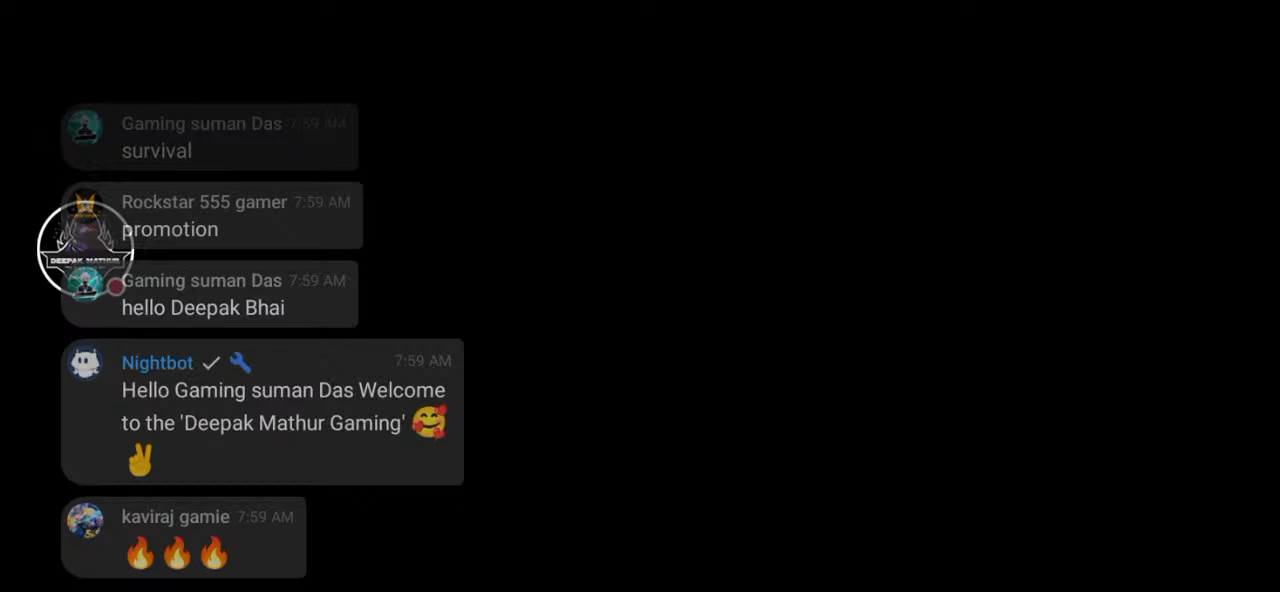 Gaming suman Das 7:59 AM
survival
Rockstar 555 gamer 7:59 AM
promotion
DEEPAK MATHUR
Gaming suman Das 7:59 AM
hello Deepak Bhai
Nightbot 7:59 AM
Hello Gaming suman Das Welcome
to the 'Deepak Mathur Gaming' 🥰
✌
kaviraj gamie 7:59 AM
🔥🔥🔥